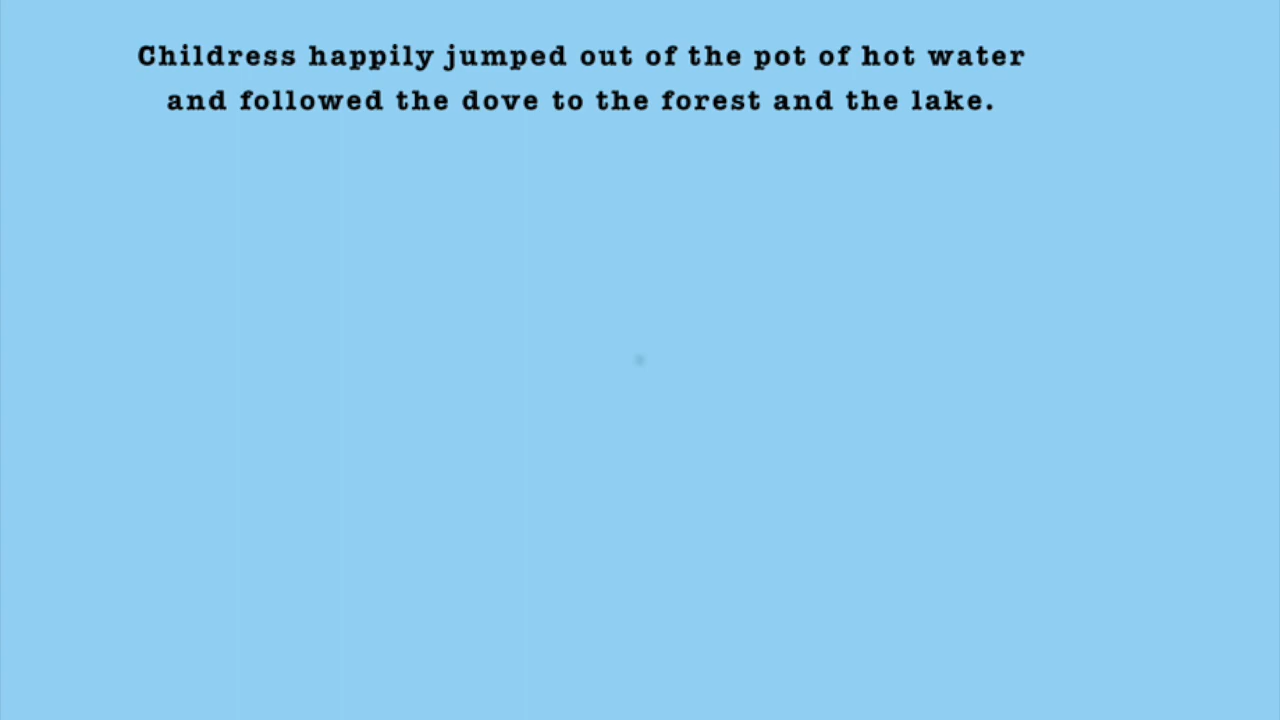 Childress happily jumped out of the pot of hot water
and followed the dove to the forest and the lake.